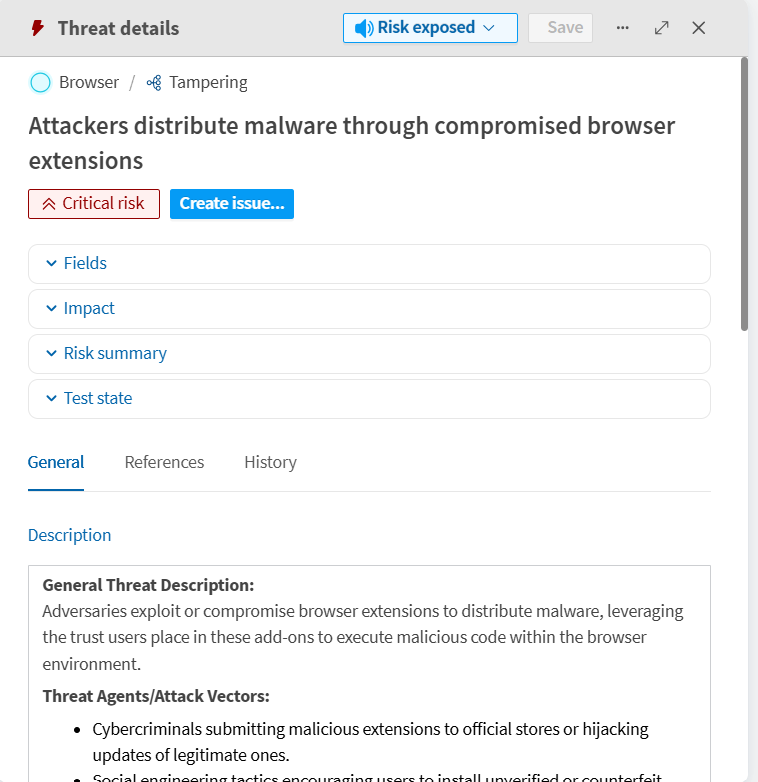 Threat details
Risk exposed
Save
Browser / Tampering
Attackers distribute malware through compromised browser
extensions
Critical risk
Create issue...
Fields
Impact
Risk summary
Test state
General References History
Description
General Threat Description:
Adversaries exploit or compromise browser extensions to distribute malware, leveraging
the trust users place in these add-ons to execute malicious code within the browser
environment.
Threat Agents/Attack Vectors:
• Cybercriminals submitting malicious extensions to official stores or hijacking
updates of legitimate ones.
• Social engineering tactics encouraging users to install unverified or counterfeit